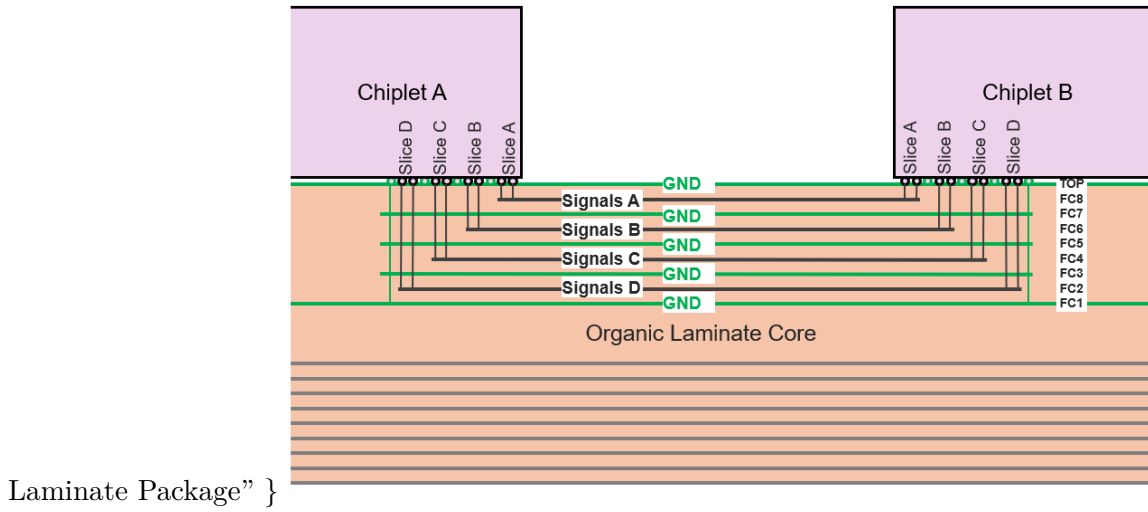 Chiplet A
Chiplet B
Slice D
Slice C
Slice B
Slice A
Slice A
Slice B
Slice C
Slice D
GND
TOP
Signals A
FC8
GND
FC7
Signals B
FC6
GND
FC5
Signals C
FC4
GND
FC3
Signals D
FC2
GND
FC1
Organic Laminate Core
Laminate Package” }